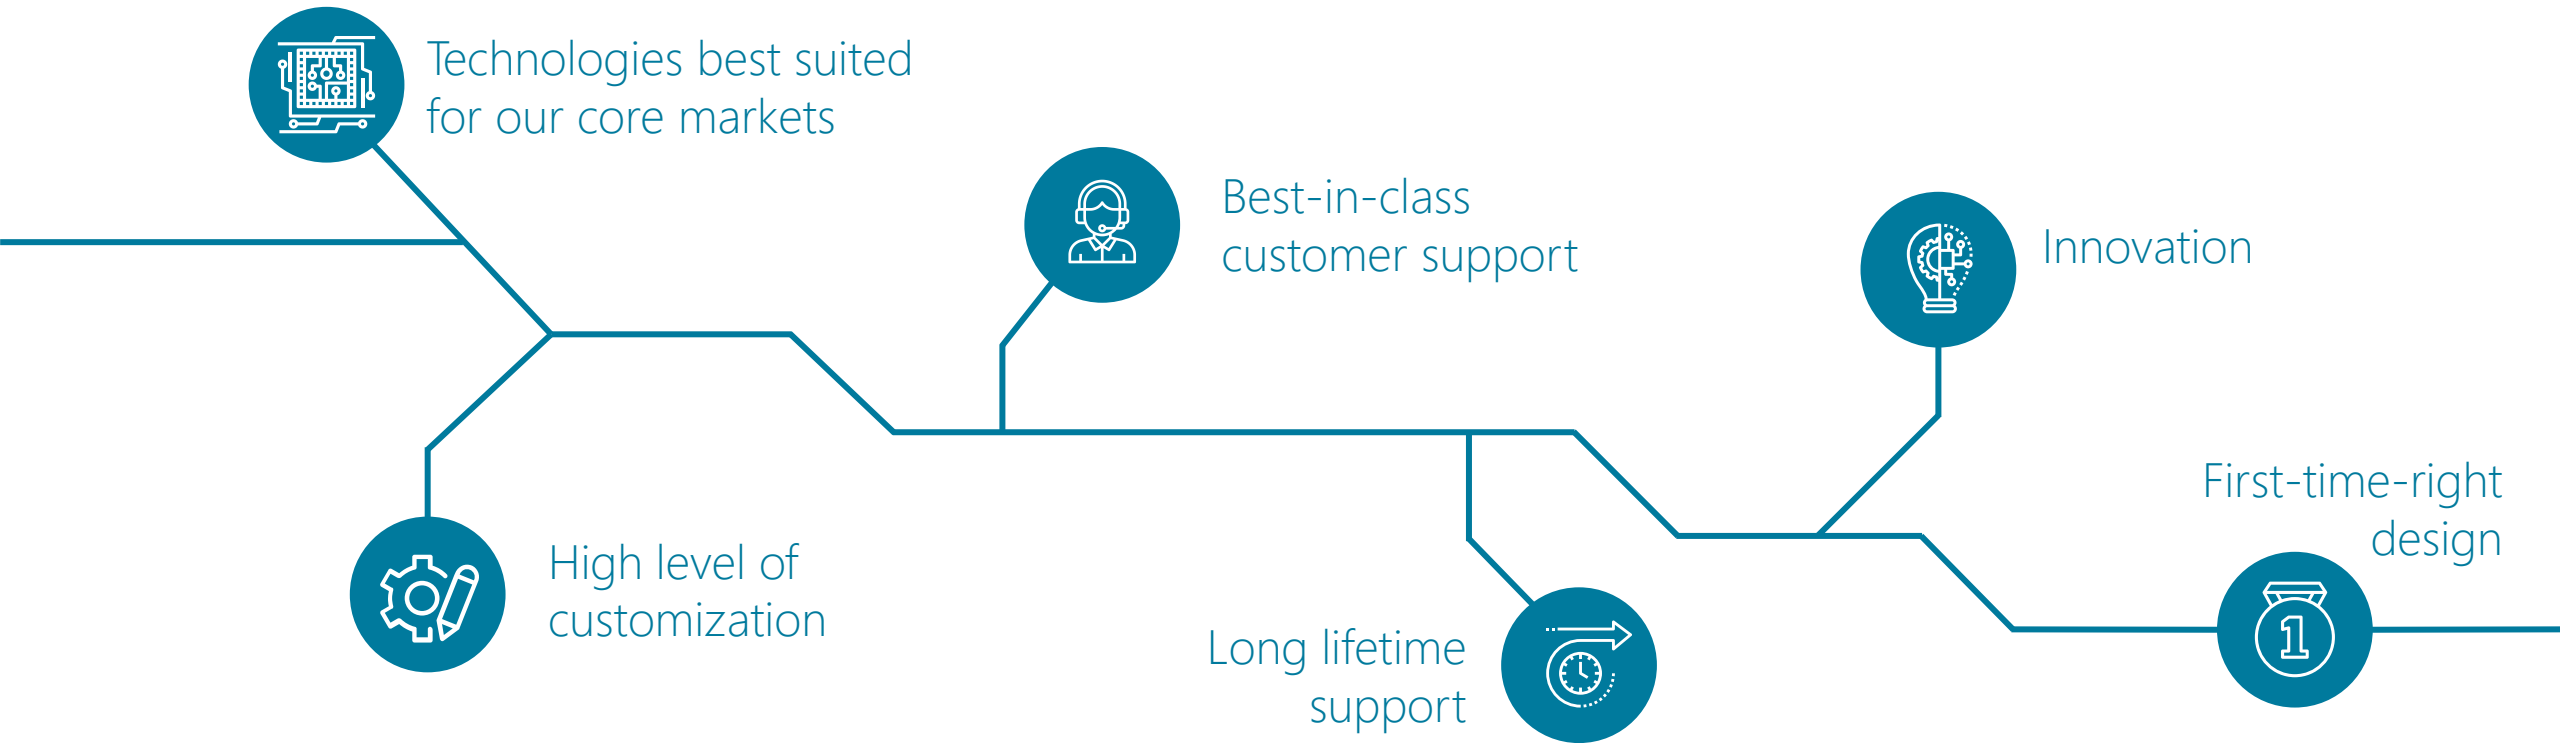 Technologies best suited
for our core markets
Best-in-class
customer support
Innovation
First-time-right
design
1
High level of
customization
Long lifetime
support